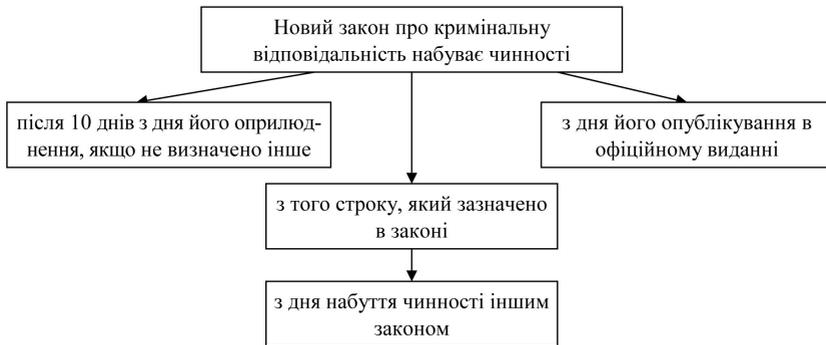 Новий закон про кримінальну
відповідальність набуває чинності
після 10 днів з дня його оприлюд-
нення, якщо не визначено інше
з дня його опублікування в
офіційному виданні
з того строку, який зазначено
в законі
з дня набуття чинності іншим
законом